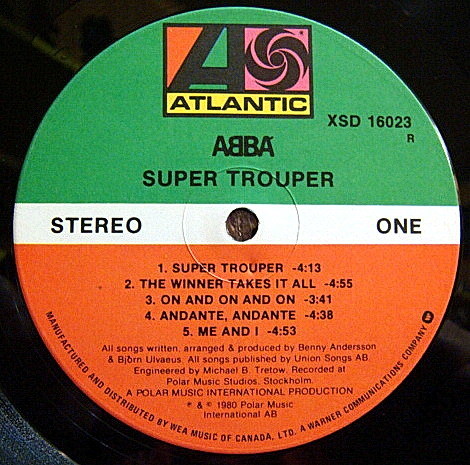 ATLANTIC
XSD 16023
R
ABBA
SUPER TROUPER
STEREO
ONE
1. SUPER TROUPER -4:13
2. THE WINNER TAKES IT ALL -4:55
3. ON AND ON AND ON -3:41
4. ANDANTE, ANDANTE -4:38
5. ME AND I -4:53
All songs written, arranged & produced by Benny Andersson
& Björn Ulvaeus. All songs published by Union Songs AB.
Engineered by Michael B. Tretow. Recorded at
Polar Music Studios, Stockholm.
A POLAR MUSIC INTERNATIONAL PRODUCTION
℗ & © 1980 Polar Music
International AB
MANUFACTURED AND DISTRIBUTED BY WEA MUSIC OF CANADA, LTD. A WARNER COMMUNICATIONS COMPANY